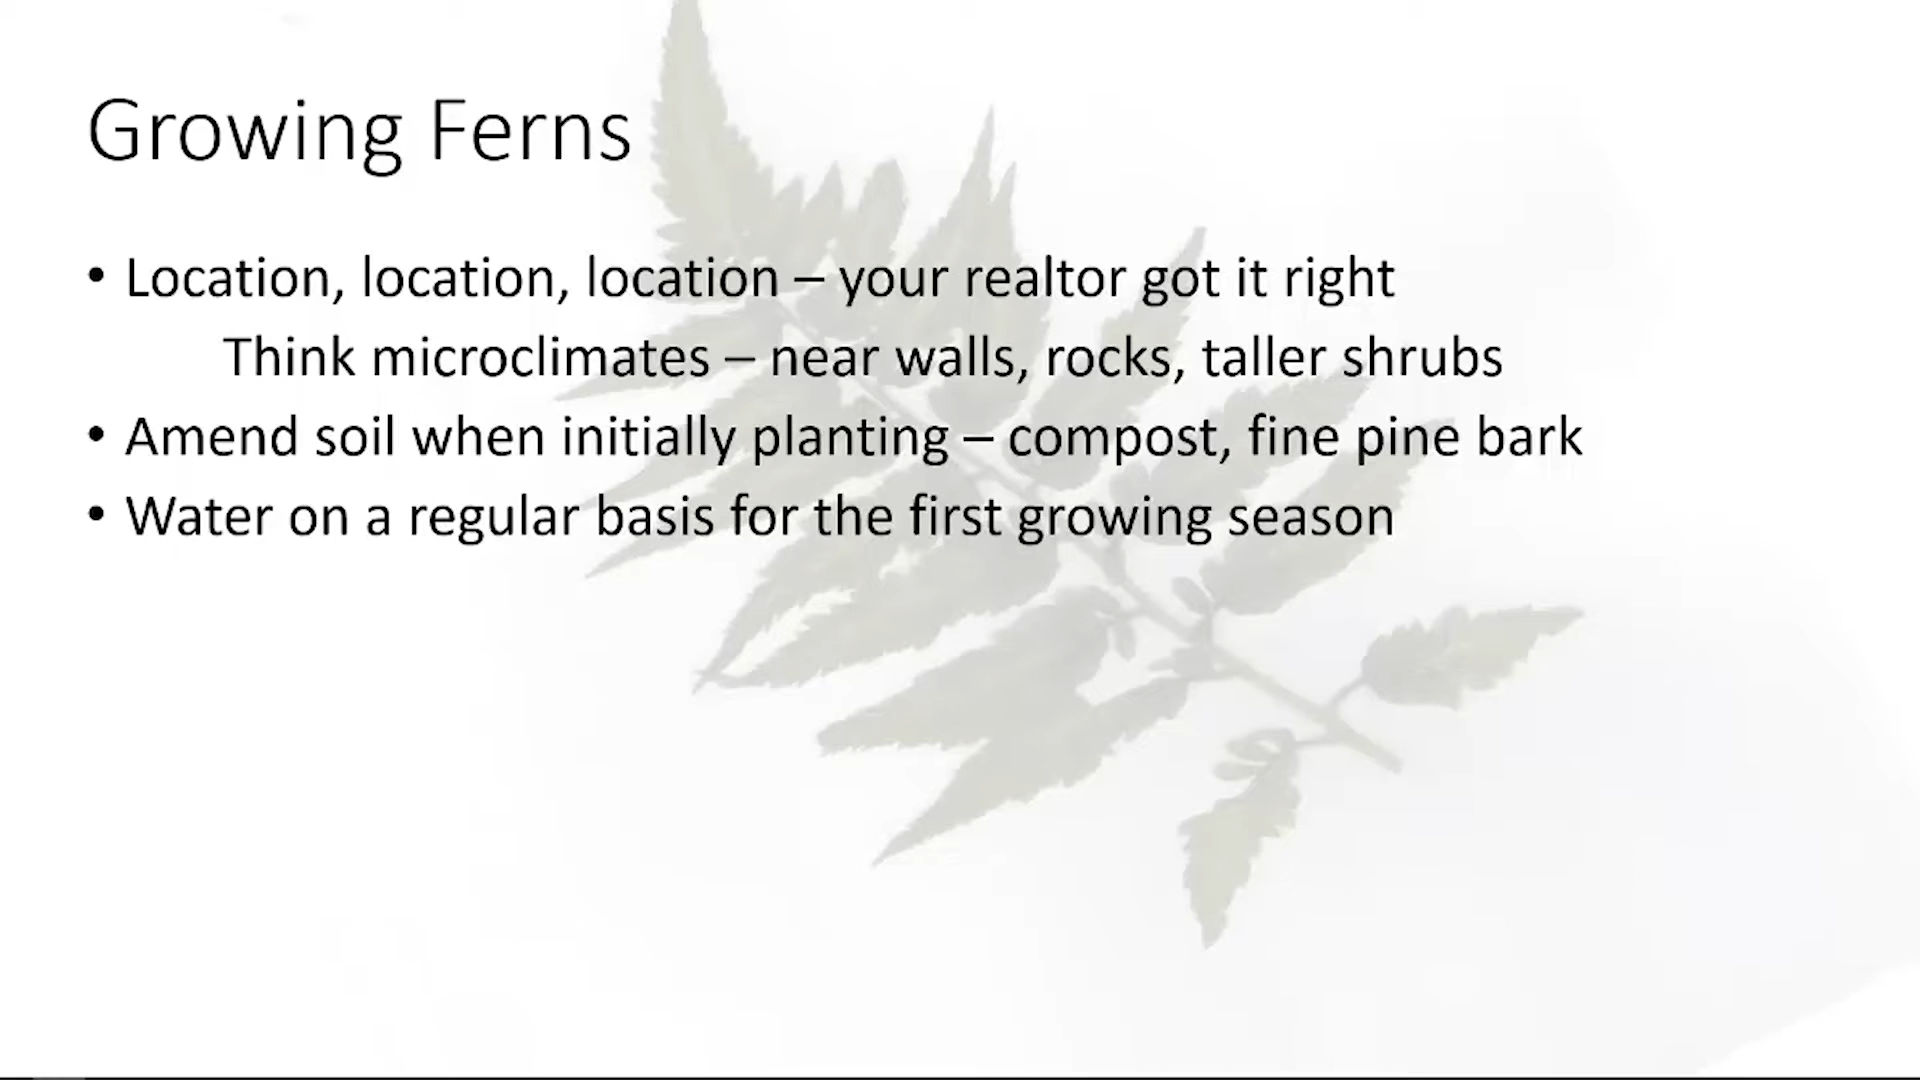 Growing Ferns
• Location, location, location – your realtor got it right
Think microclimates – near walls, rocks, taller shrubs
• Amend soil when initially planting – compost, fine pine bark
• Water on a regular basis for the first growing season